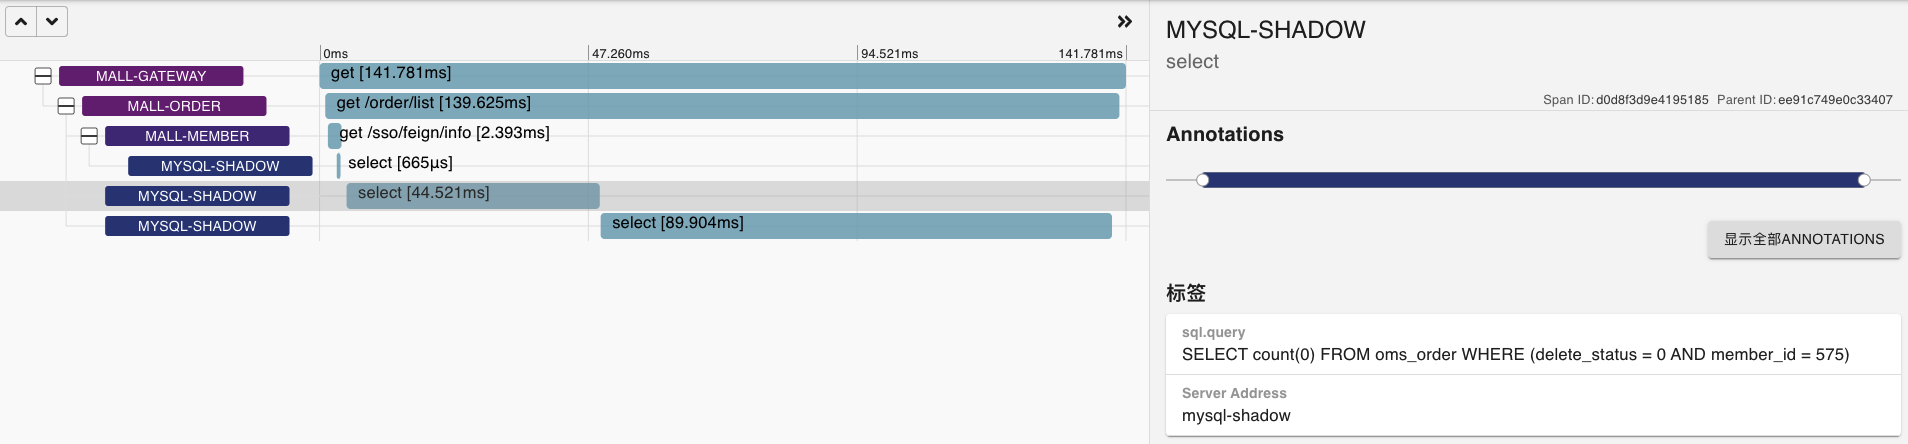 0ms 47.260ms 94.521ms 141.781ms
MALL-GATEWAY get [141.781ms]
MALL-ORDER get /order/list [139.625ms]
MALL-MEMBER get /sso/feign/info [2.393ms]
MYSQL-SHADOW select [665μs]
MYSQL-SHADOW select [44.521ms]
MYSQL-SHADOW select [89.904ms]
MYSQL-SHADOW
select
Span ID: d0d8f3d9e4195185 Parent ID: ee91c749e0c33407
Annotations
显示全部ANNOTATIONS
标签
sql.query
SELECT count(0) FROM oms_order WHERE (delete_status = 0 AND member_id = 575)
Server Address
mysql-shadow